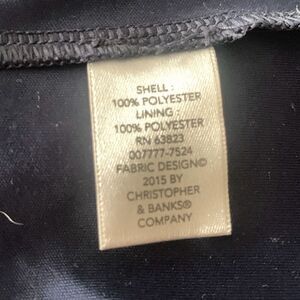 SHELL :
100% POLYESTER
LINING :
100% POLYESTER
RN 63823
007777-7524
FABRIC DESIGN©
2015 BY
CHRISTOPHER
& BANKS®
COMPANY